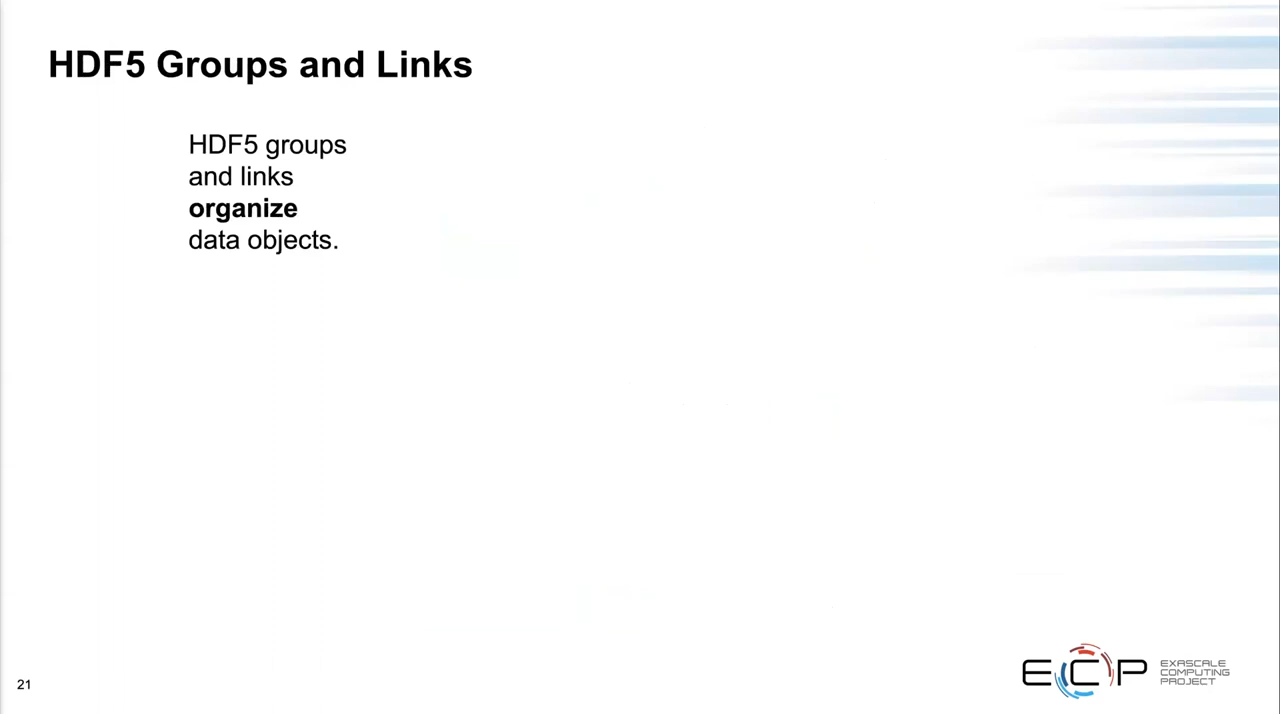 HDF5 Groups and Links
HDF5 groups
and links
organize
data objects.
21
ECP
EXASCALE
COMPUTING
PROJECT